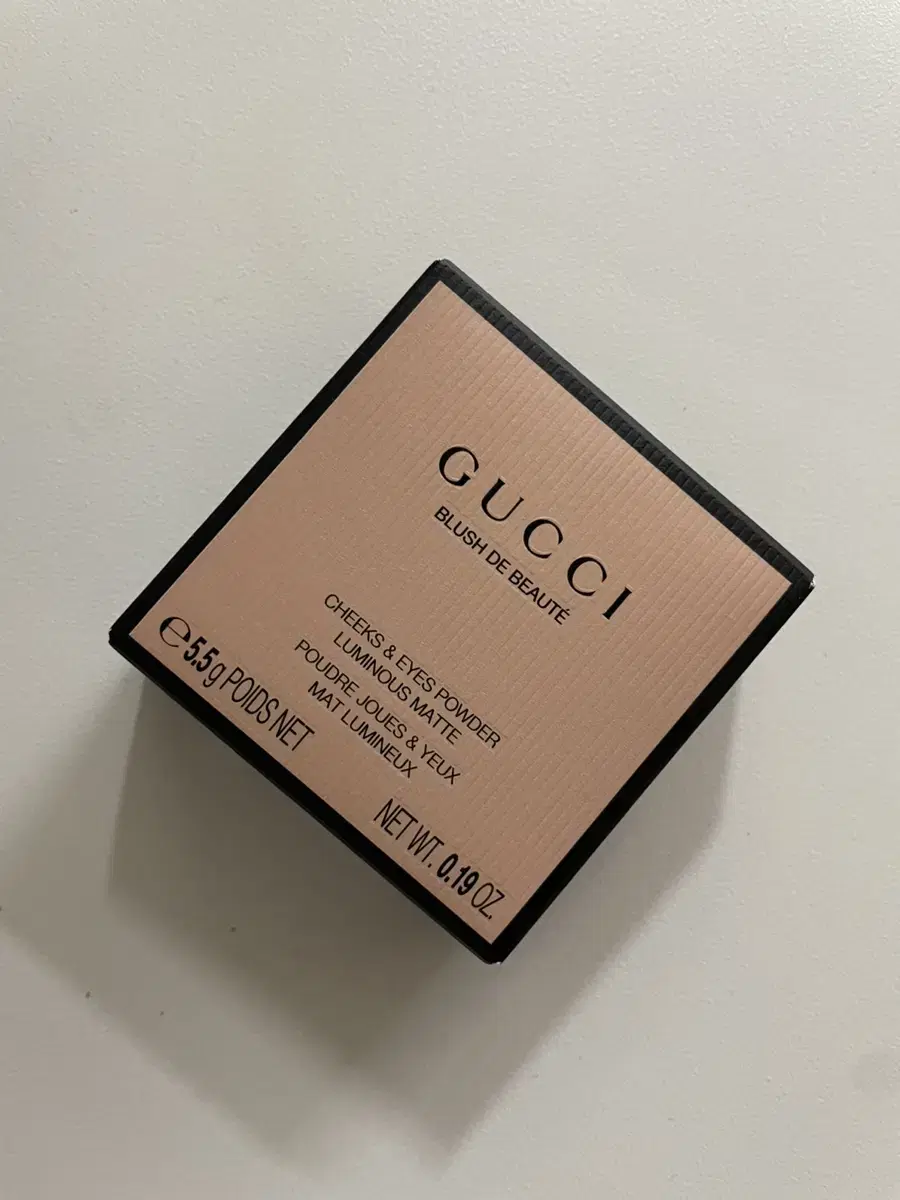 GUCCI
BLUSH DE BEAUTÉ
CHEEKS & EYES POWDER
LUMINOUS MATTE
POUDRE JOUES & YEUX
MAT LUMINEUX
℮5.5g POIDS NET
NET WT. 0.19 OZ.